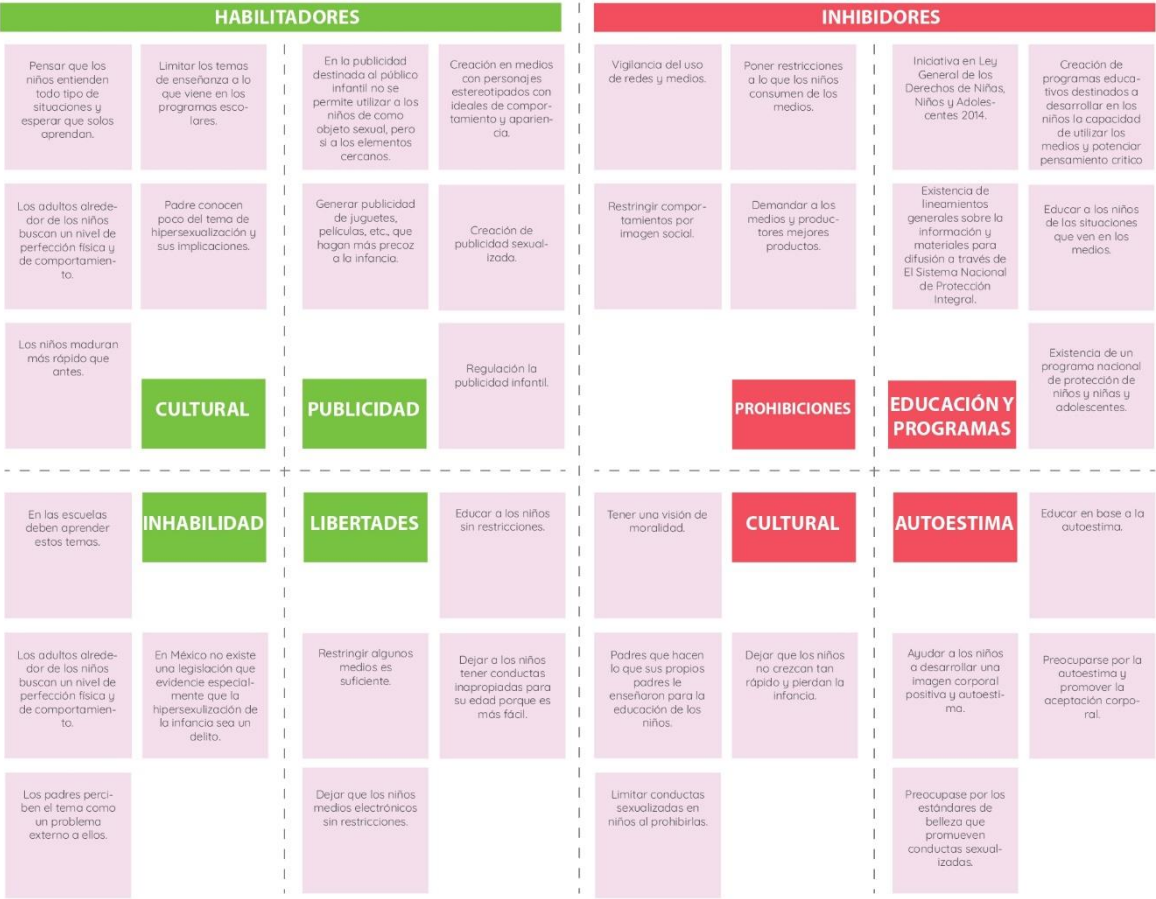 HABILITADORES
Pensar que los
niños entienden
todo tipo de
situaciones y
esperar que solos
aprendan.
Limitar los temas
de enseñanza a lo
que viene en los
programas esco-
lares.
En la publicidad
destinada al público
infantil no se
permite utilizar a los
niños de como
objeto sexual, pero
si a los elementos
cercanos.
Creación en medios
con personajes
estereotipados con
ideales de compor-
tamiento y aparien-
cia.
Los adultos alrede-
dor de los niños
buscan un nivel de
perfección física y
de comportamien-
to.
Padre conocen
poco del tema de
hipersexualización y
sus implicaciones.
Generar publicidad
de juguetes,
películas, etc., que
hagan más precoz
a la infancia.
Creación de
publicidad sexual-
izada.
Los niños maduran
más rápido que
antes.
CULTURAL
PUBLICIDAD
Regulación la
publicidad infantil.
En las escuelas
deben aprender
estos temas.
INHABILIDAD
LIBERTADES
Educar a los niños
sin restricciones.
Los adultos alrede-
dor de los niños
buscan un nivel de
perfección física y
de comportamien-
to.
En México no existe
una legislación que
evidencie especial-
mente que la
hipersexulización de
la infancia sea un
delito.
Restringir algunos
medios es
suficiente.
Dejar a los niños
tener conductas
inapropiadas para
su edad porque es
más fácil.
Los padres perci-
ben el tema como
un problema
externo a ellos.
Dejar que los niños
medios electrónicos
sin restricciones.
INHIBIDORES
Vigilancia del uso
de redes y medios.
Poner restricciones
a lo que los niños
consumen de los
medios.
Iniciativa en Ley
General de los
Derechos de Niñas,
Niños y Adoles-
centes 2014.
Creación de
programas educa-
tivos destinados a
desarrollar en los
niños la capacidad
de utilizar los
medios y potenciar
pensamiento crítico
Restringir compor-
tamientos por
imagen social.
Demandar a los
medios y produc-
tores mejores
productos.
Existencia de
lineamientos
generales sobre la
información y
materiales para
difusión a través de
El Sistema Nacional
de Protección
Integral.
Educar a los niños
de las situaciones
que ven en los
medios.
PROHIBICIONES
EDUCACIÓN Y
PROGRAMAS
Existencia de un
programa nacional
de protección de
niños y niñas y
adolescentes.
Tener una visión de
moralidad.
CULTURAL
AUTOESTIMA
Educar en base a la
autoestima.
Padres que hacen
lo que sus propios
padres le
enseñaron para la
educación de los
niños.
Dejar que los niños
no crezcan tan
rápido y pierdan la
infancia.
Ayudar a los niños
a desarrollar una
imagen corporal
positiva y autoesti-
ma.
Preocuparse por la
autoestima y
promover la
aceptación corpo-
ral.
Limitar conductas
sexualizadas en
niños al prohibirlas.
Preocupase por los
estándares de
belleza que
promueven
conductas sexual-
izadas.